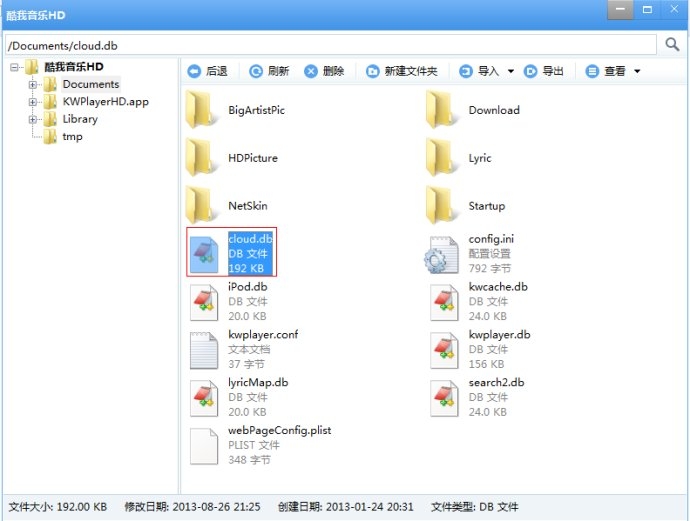 酷我音乐HD
/Documents/cloud.db
酷我音乐HD
Documents
KWPlayerHD.app
Library
tmp
后退 刷新 删除 新建文件夹 导入 导出 查看
BigArtistPic
Download
HDPicture
Lyric
NetSkin
Startup
cloud.db
DB 文件
192 KB
config.ini
配置设置
792 字节
iPod.db
DB 文件
20.0 KB
kwcache.db
DB 文件
24.0 KB
kwplayer.conf
文本文档
37 字节
kwplayer.db
DB 文件
156 KB
lyricMap.db
DB 文件
20.0 KB
search2.db
DB 文件
24.0 KB
webPageConfig.plist
PLIST 文件
348 字节
文件大小: 192.00 KB 修改日期: 2013-08-26 21:25 创建日期: 2013-01-24 20:31 文件类型: DB 文件